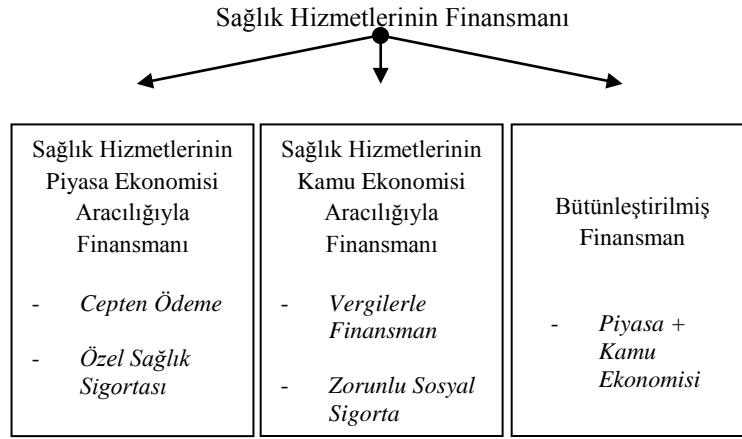 Sağlık Hizmetlerinin Finansmanı
Sağlık Hizmetlerinin
Piyasa Ekonomisi
Aracılığıyla
Finansmanı
- Cepten Ödeme
- Özel Sağlık
Sigortası
Sağlık Hizmetlerinin
Kamu Ekonomisi
Aracılığıyla
Finansmanı
- Vergilerle
Finansman
- Zorunlu Sosyal
Sigorta
Bütünleştirilmiş
Finansman
- Piyasa +
Kamu
Ekonomisi